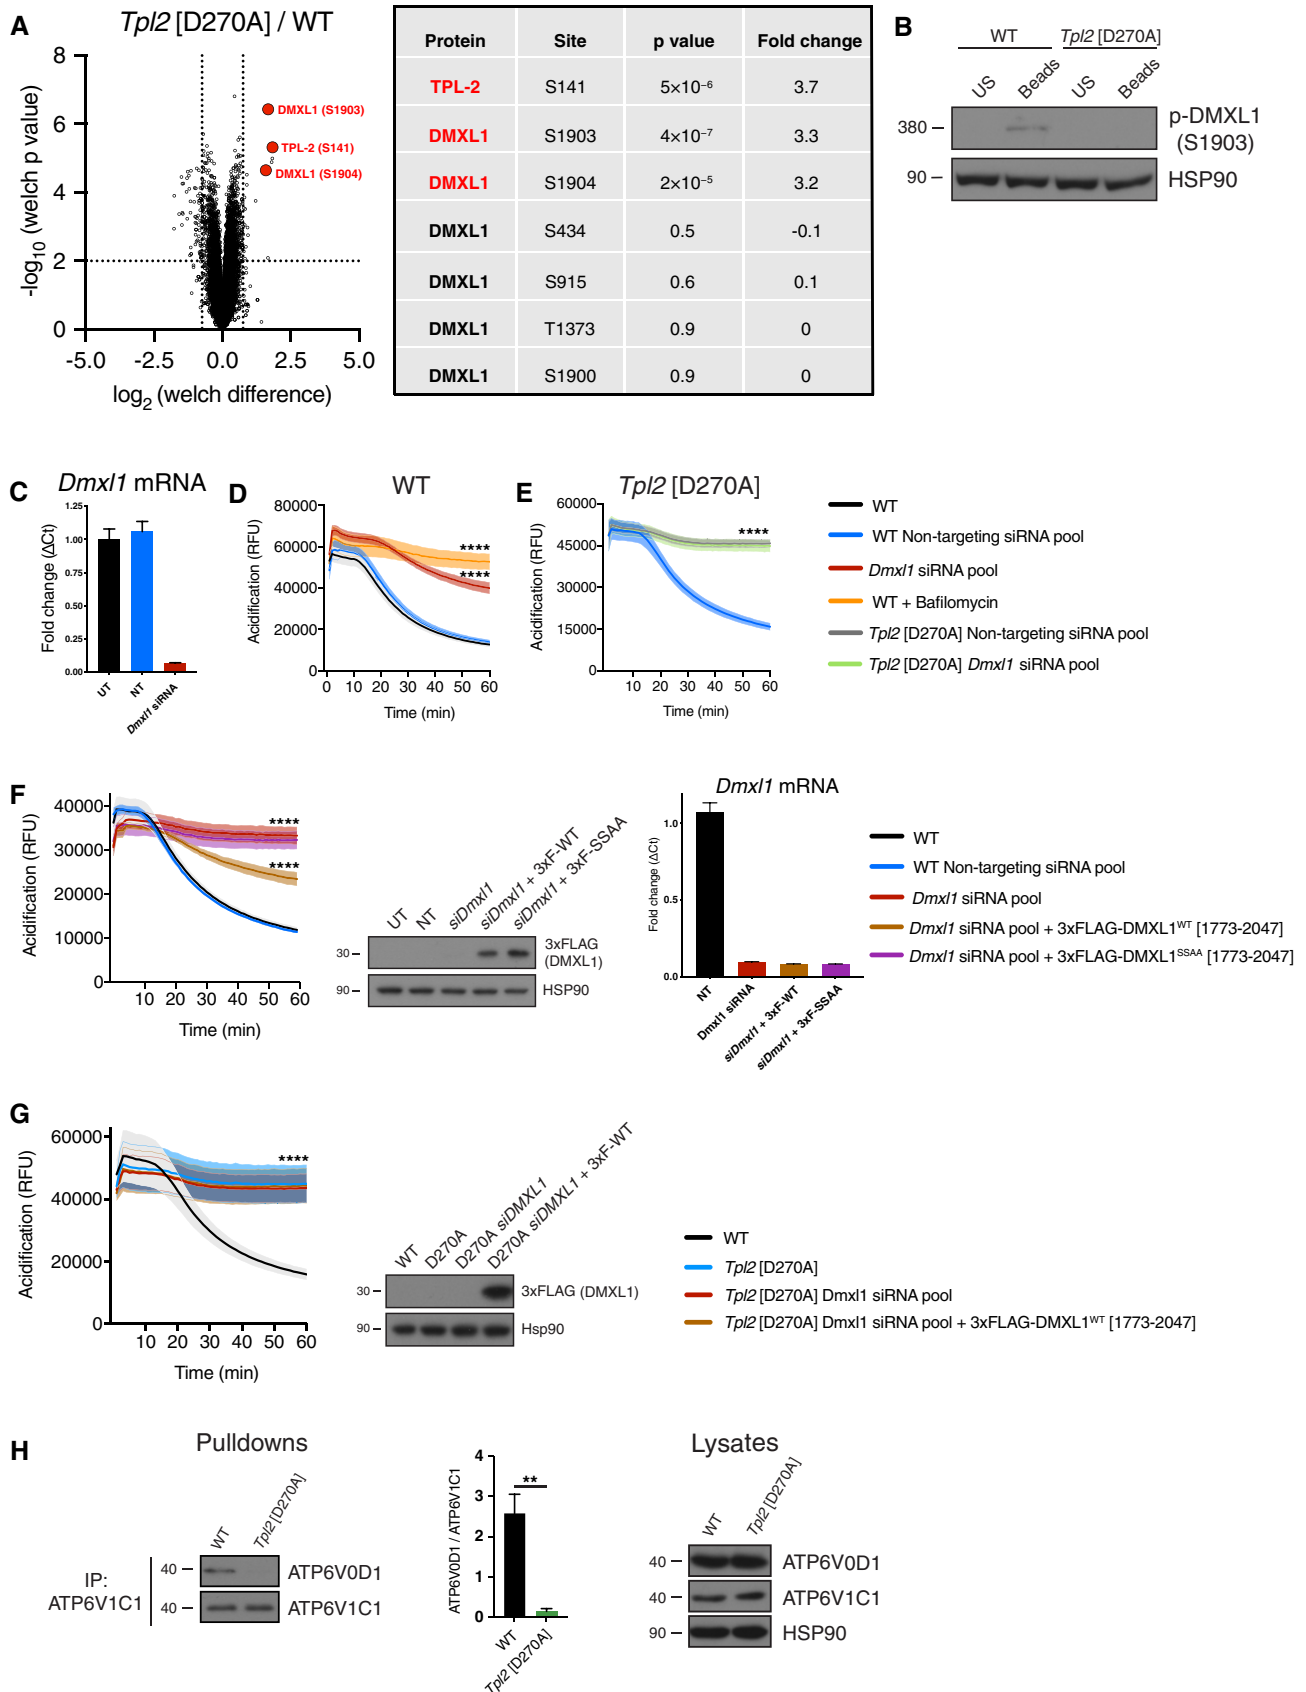 A
Tpl2 [D270A] / WT
-log10 (welch p value)
8
6
4
2
0
-5.0 -2.5 0.0 2.5 5.0
log2 (welch difference)
DMXL1 (S1903)
TPL-2 (S141)
DMXL1 (S1904)
Protein Site p value Fold change
TPL-2 S141 5×10⁻⁶ 3.7
DMXL1 S1903 4×10⁻⁷ 3.3
DMXL1 S1904 2×10⁻⁵ 3.2
DMXL1 S434 0.5 -0.1
DMXL1 S915 0.6 0.1
DMXL1 T1373 0.9 0
DMXL1 S1900 0.9 0
B
WT Tpl2 [D270A]
US Beads US Beads
380
p-DMXL1
(S1903)
90
HSP90
C
Dmxl1 mRNA
Fold change (ΔCt)
1.25
1.00
0.75
0.50
0.25
0.00
UT NT Dmxl1 siRNA
D
WT
Acidification (RFU)
80000
60000
40000
20000
0
****
****
0 10 20 30 40 50 60
Time (min)
E
Tpl2 [D270A]
Acidification (RFU)
60000
45000
30000
15000
0
****
10 20 30 40 50 60
Time (min)
WT
WT Non-targeting siRNA pool
Dmxl1 siRNA pool
WT + Bafilomycin
Tpl2 [D270A] Non-targeting siRNA pool
Tpl2 [D270A] Dmxl1 siRNA pool
F
Acidification (RFU)
40000
30000
20000
10000
0
****
****
10 20 30 40 50 60
Time (min)
UT NT siDmxl1 siDmxl1 + 3xF-WT siDmxl1 + 3xF-SSAA
30
3xFLAG
(DMXL1)
90
HSP90
Dmxl1 mRNA
Fold change (ΔCt)
1.0
0.5
0.0
NT Dmxl1 siRNA siDmxl1 + 3xF-WT siDmxl1 + 3xF-SSAA
WT
WT Non-targeting siRNA pool
Dmxl1 siRNA pool
Dmxl1 siRNA pool + 3xFLAG-DMXL1WT [1773-2047]
Dmxl1 siRNA pool + 3xFLAG-DMXL1SSAA [1773-2047]
G
Acidification (RFU)
60000
40000
20000
0
****
10 20 30 40 50 60
Time (min)
WT D270A D270A siDMXL1 D270A siDMXL1 + 3xF-WT
30
3xFLAG (DMXL1)
90
Hsp90
WT
Tpl2 [D270A]
Tpl2 [D270A] Dmxl1 siRNA pool
Tpl2 [D270A] Dmxl1 siRNA pool + 3xFLAG-DMXL1WT [1773-2047]
H
Pulldowns
WT Tpl2 [D270A]
IP:
ATP6V1C1
40
ATP6V0D1
40
ATP6V1C1
ATP6V0D1 / ATP6V1C1
4
3
2
1
0
**
WT Tpl2 [D270A]
Lysates
WT Tpl2 [D270A]
40
ATP6V0D1
40
ATP6V1C1
90
HSP90